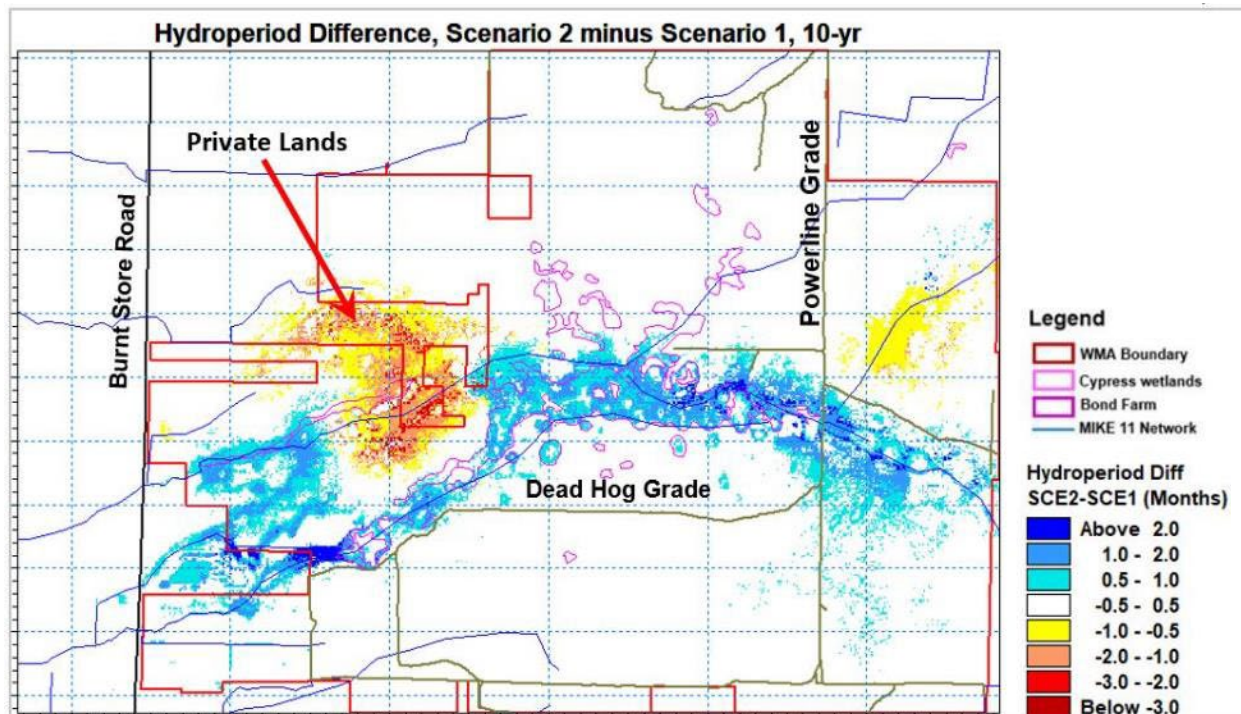 Hydroperiod Difference, Scenario 2 minus Scenario 1, 10-yr
Private Lands
Burnt Store Road
Powerline Grade
Dead Hog Grade
Legend
WMA Boundary
Cypress wetlands
Bond Farm
MIKE 11 Network
Hydroperiod Diff
SCE2-SCE1 (Months)
Above 2.0
1.0 - 2.0
0.5 - 1.0
-0.5 - 0.5
-1.0 - -0.5
-2.0 - -1.0
-3.0 - -2.0
Below -3.0